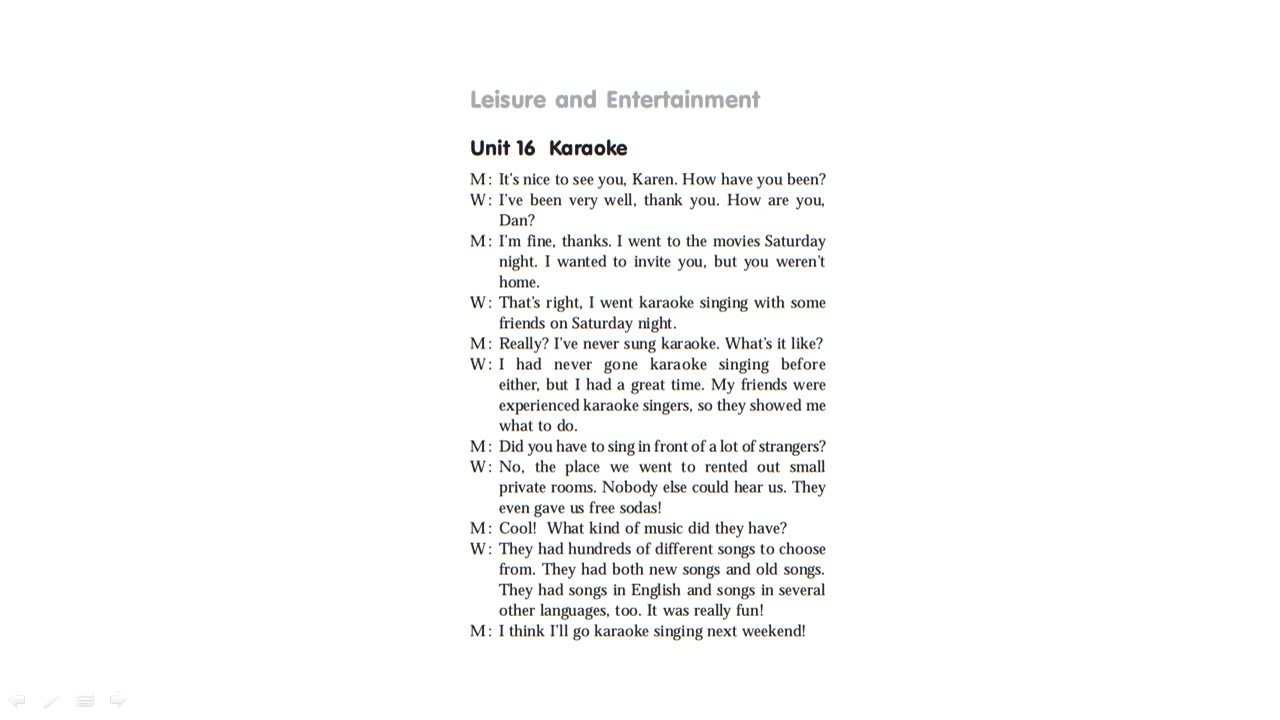 Leisure and Entertainment
Unit 16 Karaoke
M: It's nice to see you, Karen. How have you been?
W: I've been very well, thank you. How are you,
Dan?
M: I'm fine, thanks. I went to the movies Saturday
night. I wanted to invite you, but you weren't
home.
W: That's right, I went karaoke singing with some
friends on Saturday night.
M: Really? I've never sung karaoke. What's it like?
W: I had never gone karaoke singing before
either, but I had a great time. My friends were
experienced karaoke singers, so they showed me
what to do.
M: Did you have to sing in front of a lot of strangers?
W: No, the place we went to rented out small
private rooms. Nobody else could hear us. They
even gave us free sodas!
M: Cool! What kind of music did they have?
W: They had hundreds of different songs to choose
from. They had both new songs and old songs.
They had songs in English and songs in several
other languages, too. It was really fun!
M: I think I'll go karaoke singing next weekend!